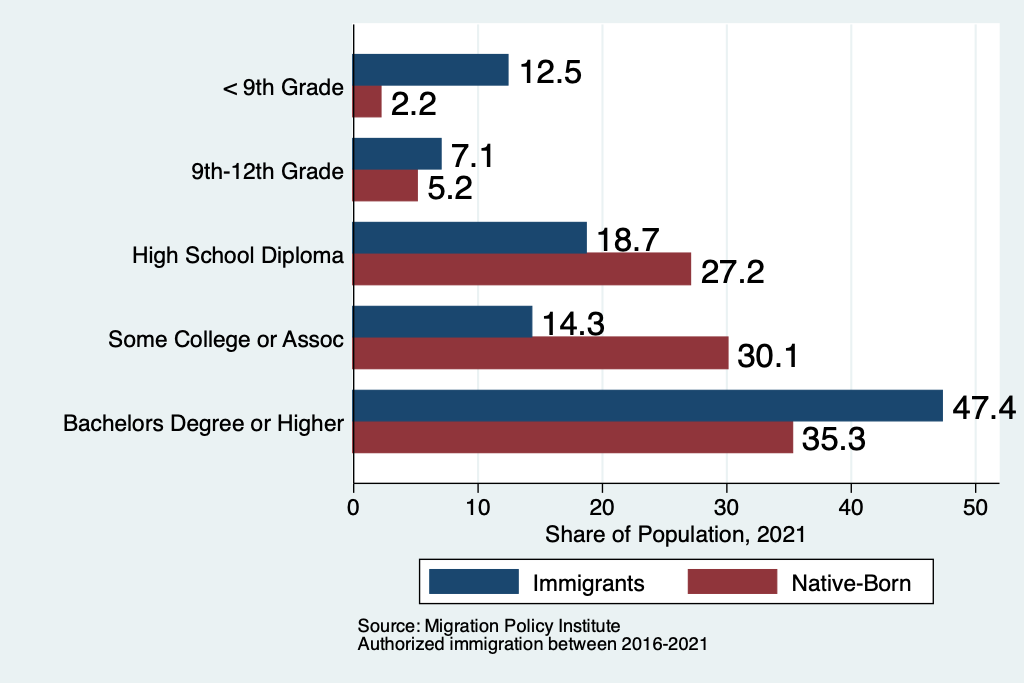 < 9th Grade
12.5
2.2
9th-12th Grade
7.1
5.2
High School Diploma
18.7
27.2
Some College or Assoc
14.3
30.1
Bachelors Degree or Higher
47.4
35.3
0 10 20 30 40 50
Share of Population, 2021
Immigrants Native-Born
Source: Migration Policy Institute
Authorized immigration between 2016-2021